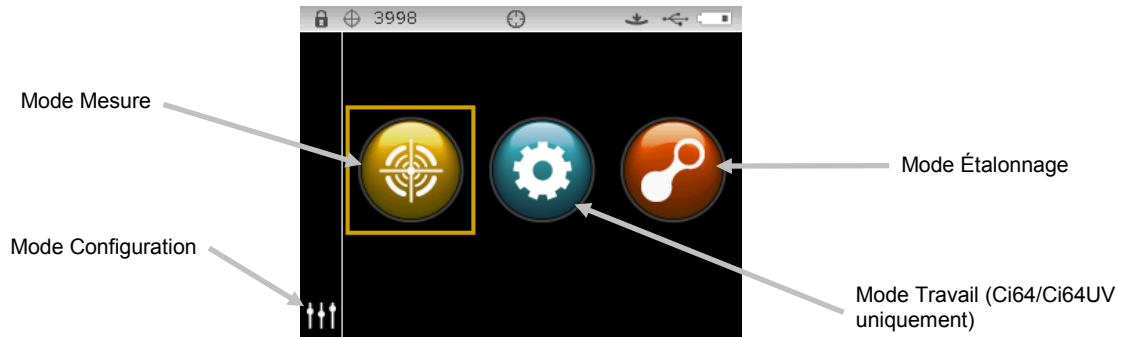 3998
Mode Mesure
Mode Étalonnage
Mode Configuration
Mode Travail (Ci64/Ci64UV
uniquement)